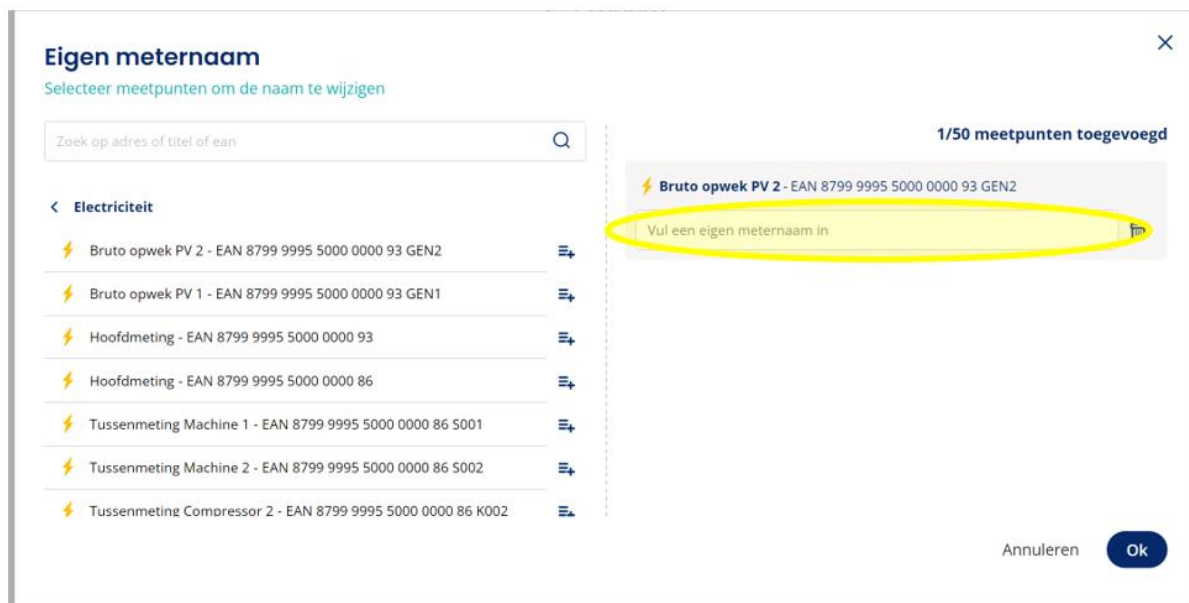 Eigen meternaam
Selecteer meetpunten om de naam te wijzigen
Zoek op adres of titel of ean
Electriciteit
Bruto opwek PV 2 - EAN 8799 9995 5000 0000 93 GEN2
Bruto opwek PV 1 - EAN 8799 9995 5000 0000 93 GEN1
Hoofdmeting - EAN 8799 9995 5000 0000 93
Hoofdmeting - EAN 8799 9995 5000 0000 86
Tussenmeting Machine 1 - EAN 8799 9995 5000 0000 86 S001
Tussenmeting Machine 2 - EAN 8799 9995 5000 0000 86 S002
Tussenmeting Compressor 2 - EAN 8799 9995 5000 0000 86 K002
1/50 meetpunten toegevoegd
Bruto opwek PV 2 - EAN 8799 9995 5000 0000 93 GEN2
Vul een eigen meternaam in
Annuleren
Ok